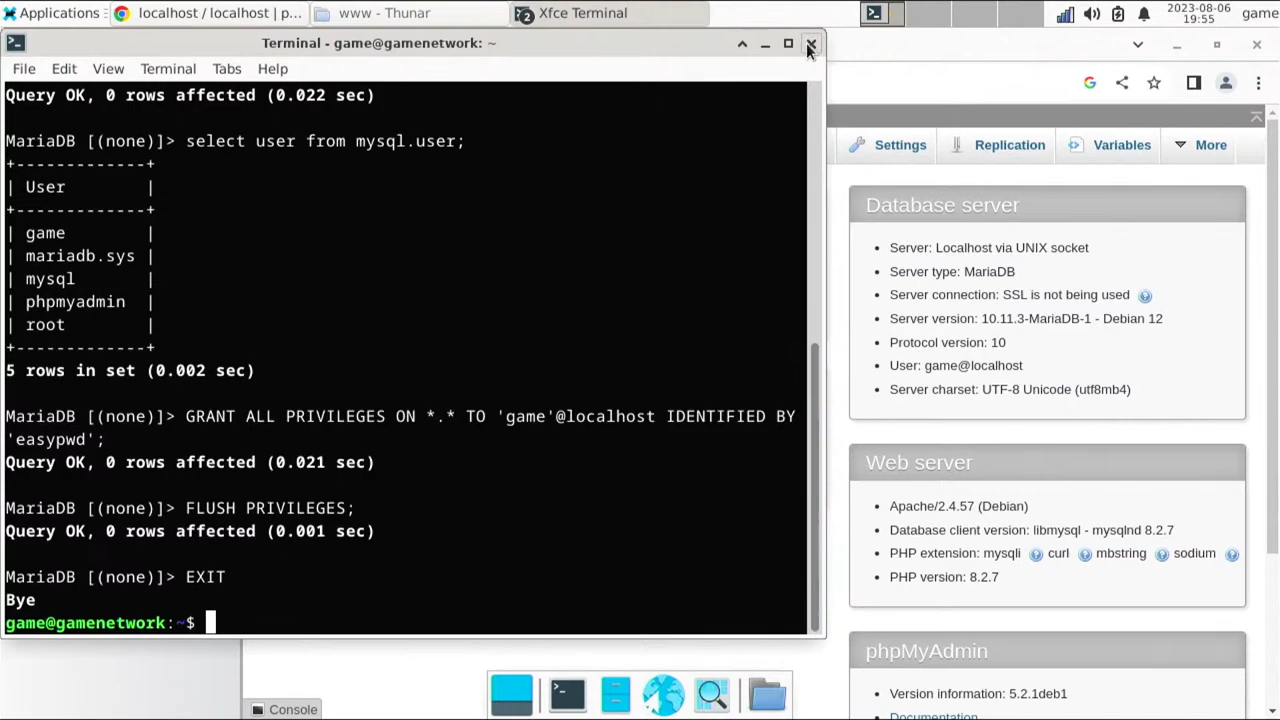 Applications
localhost / localhost | p...
www - Thunar
2 Xfce Terminal
2023-08-06
19:55
game
Terminal - game@gamenetwork: ~
File Edit View Terminal Tabs Help
Query OK, 0 rows affected (0.022 sec)
MariaDB [(none)]> select user from mysql.user;
+-------------+
| User        |
+-------------+
| game        |
| mariadb.sys |
| mysql       |
| phpmyadmin  |
| root        |
+-------------+
5 rows in set (0.002 sec)
MariaDB [(none)]> GRANT ALL PRIVILEGES ON *.* TO 'game'@localhost IDENTIFIED BY
'easypwd';
Query OK, 0 rows affected (0.021 sec)
MariaDB [(none)]> FLUSH PRIVILEGES;
Query OK, 0 rows affected (0.001 sec)
MariaDB [(none)]> EXIT
Bye
game@gamenetwork:~$
Settings Replication Variables More
Database server
Server: Localhost via UNIX socket
Server type: MariaDB
Server connection: SSL is not being used
Server version: 10.11.3-MariaDB-1 - Debian 12
Protocol version: 10
User: game@localhost
Server charset: UTF-8 Unicode (utf8mb4)
Web server
Apache/2.4.57 (Debian)
Database client version: libmysql - mysqlnd 8.2.7
PHP extension: mysqli curl mbstring sodium
PHP version: 8.2.7
phpMyAdmin
Version information: 5.2.1deb1
Documentation
Console